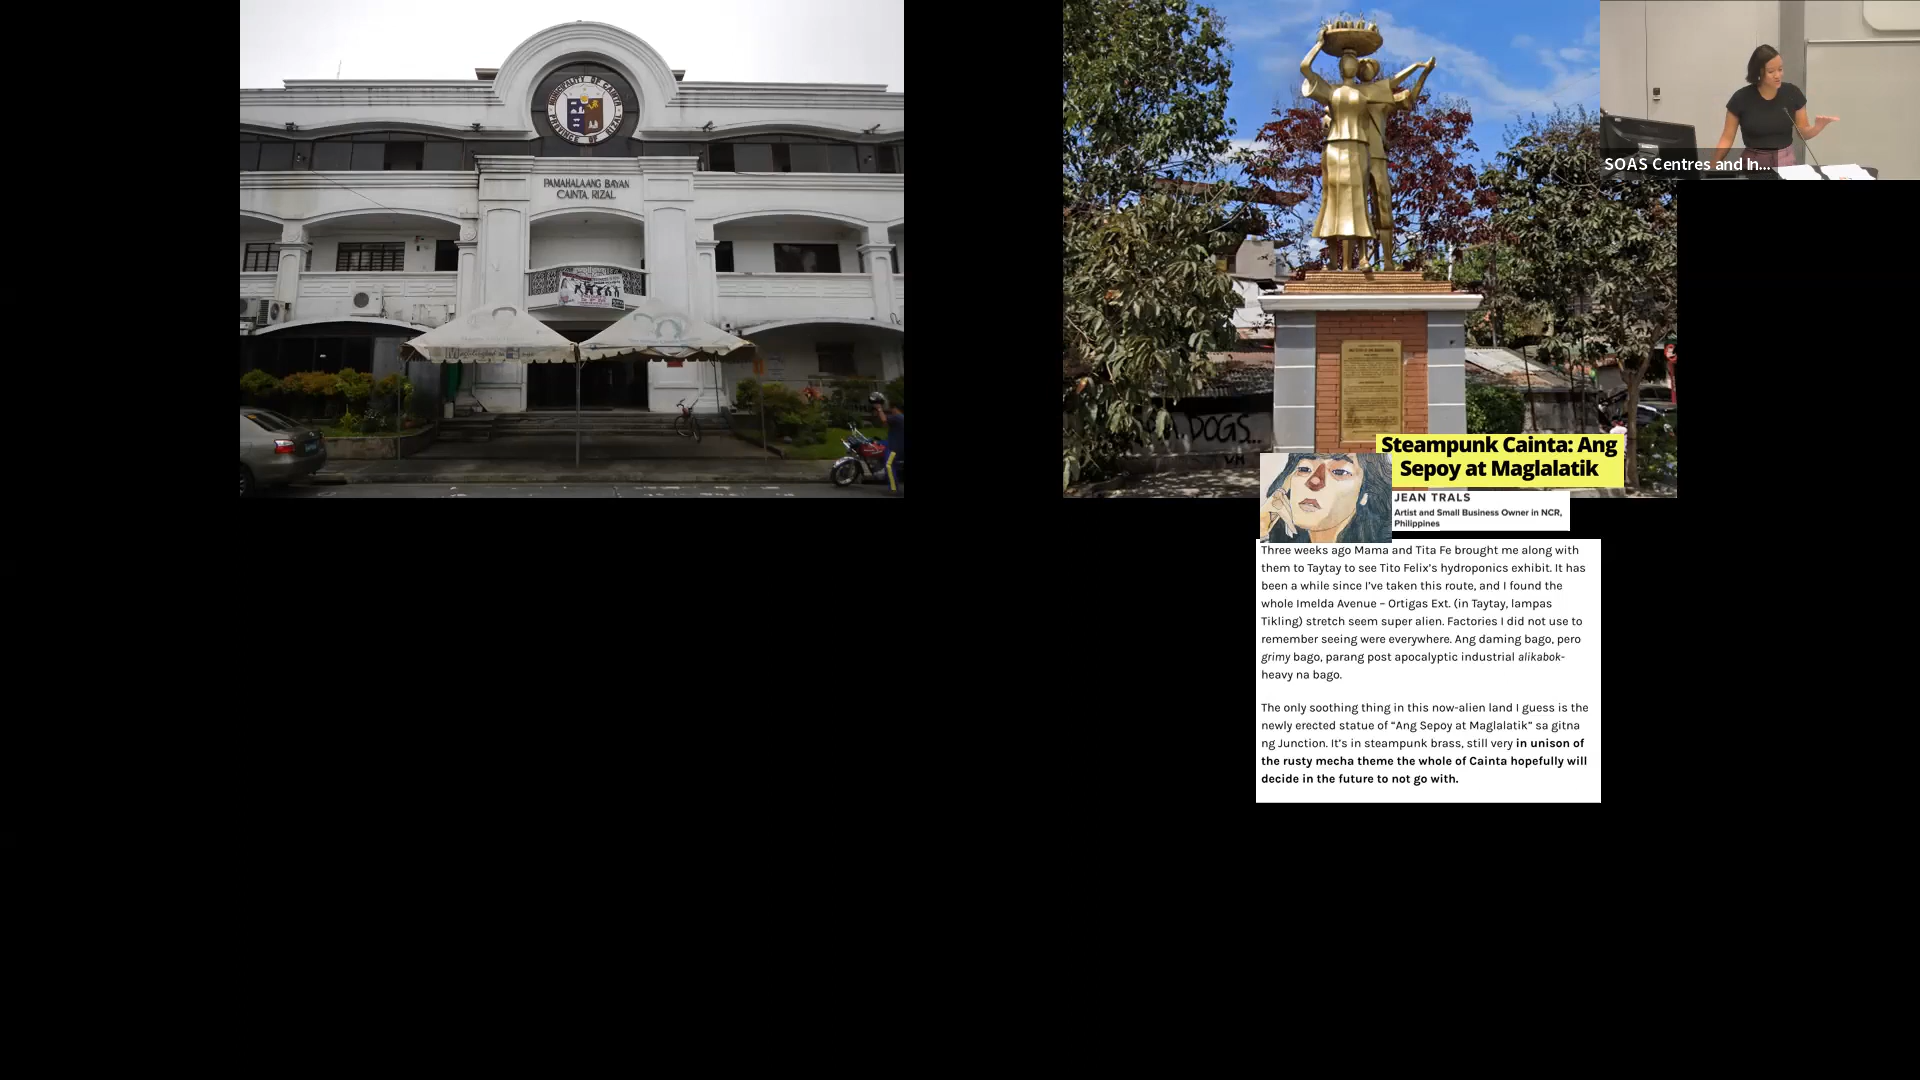 MUNICIPALITY OF CAINTA
PROVINCE OF RIZAL
PAMAHALAANG BAYAN
CAINTA, RIZAL
DOGS...
SOAS Centres and In...
Steampunk Cainta: Ang
Sepoy at Maglalatik
JEAN TRALS
Artist and Small Business Owner in NCR,
Philippines
Three weeks ago Mama and Tita Fe brought me along with
them to Taytay to see Tito Felix’s hydroponics exhibit. It has
been a while since I’ve taken this route, and I found the
whole Imelda Avenue – Ortigas Ext. (in Taytay, lampas
Tikling) stretch seem super alien. Factories I did not use to
remember seeing were everywhere. Ang daming bago, pero
grimy bago, parang post apocalyptic industrial alikabok-
heavy na bago.
The only soothing thing in this now-alien land I guess is the
newly erected statue of “Ang Sepoy at Maglalatik” sa gitna
ng Junction. It’s in steampunk brass, still very in unison of
the rusty mecha theme the whole of Cainta hopefully will
decide in the future to not go with.